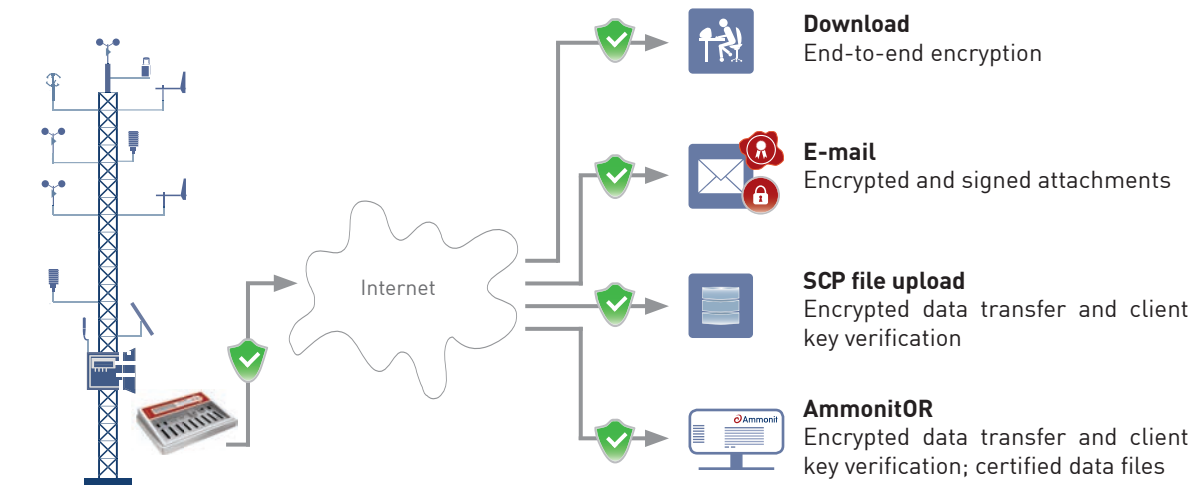 Download
End-to-end encryption
E-mail
Encrypted and signed attachments
Internet
SCP file upload
Encrypted data transfer and client
key verification
Ammonit
AmmonitOR
Encrypted data transfer and client
key verification; certified data files